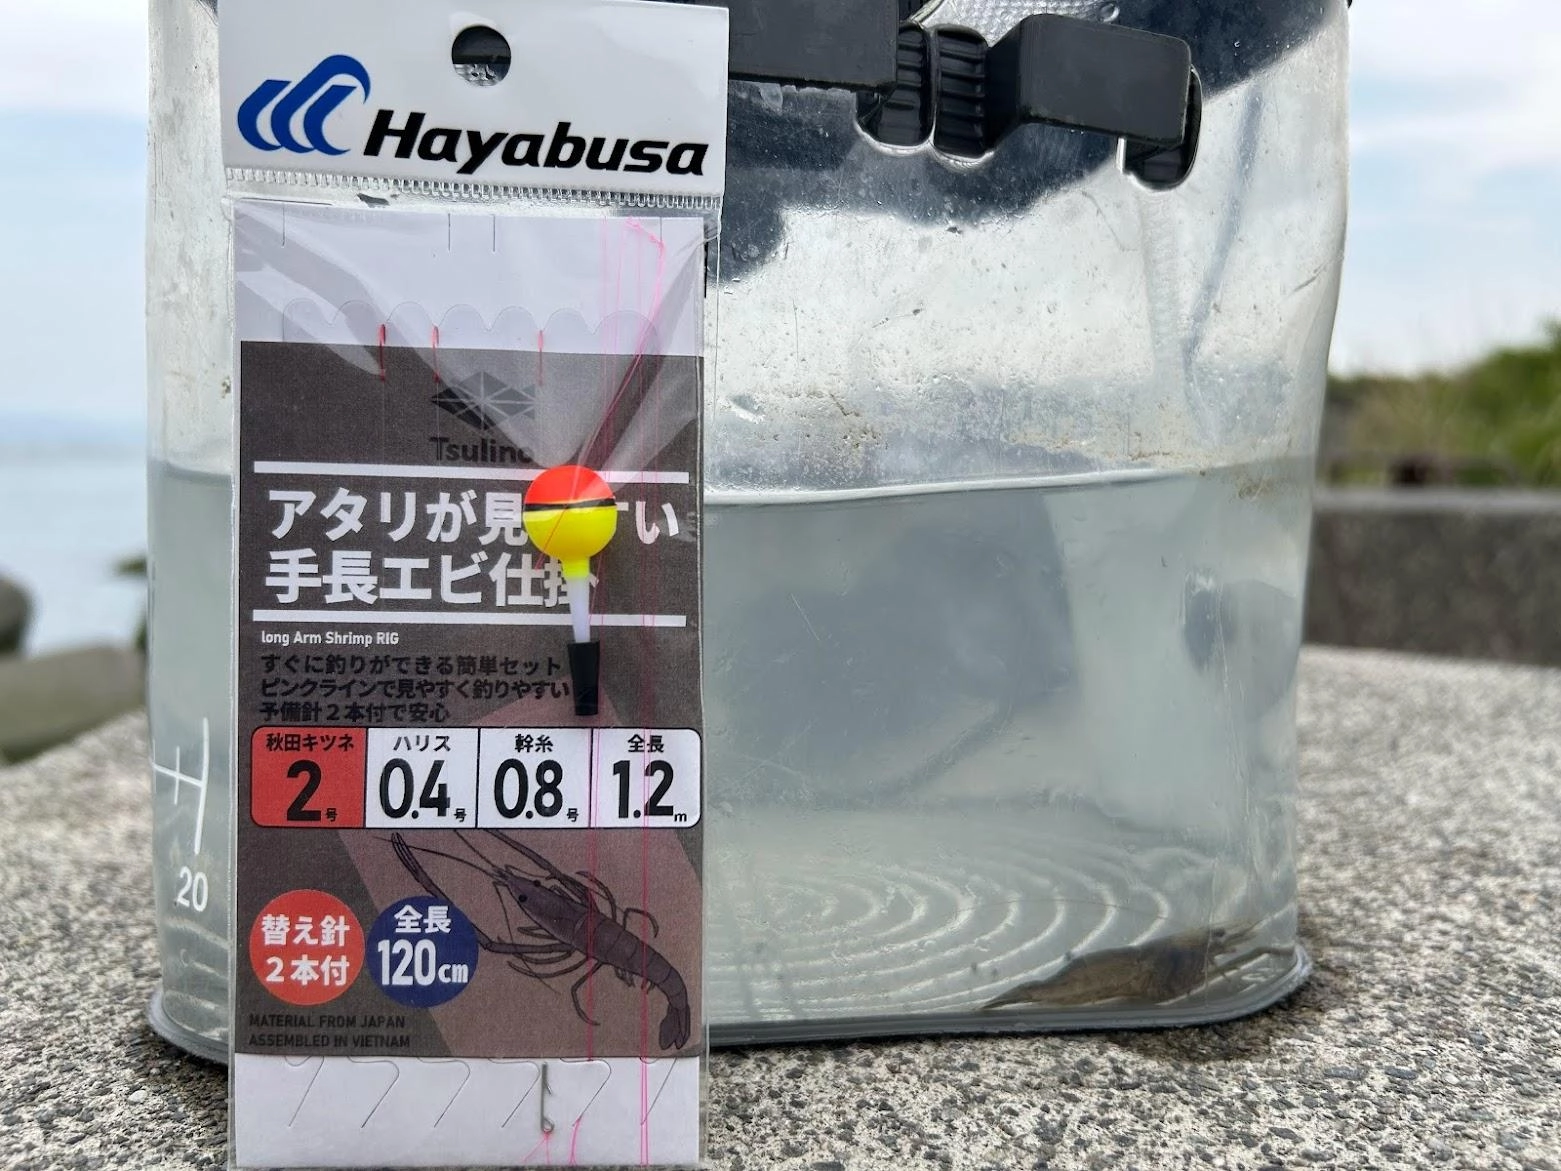 Hayabusa
Tsulino
アタリが見すい
手長エビ仕掛
long Arm Shrimp RIG
すぐに釣りができる簡単セット
ピンクラインで見やすく釣りやすい
予備針2本付で安心
秋田キツネ ハリス 幹糸 全長
2号 0.4号 0.8号 1.2m
替え針
2本付
全長
120cm
MATERIAL FROM JAPAN
ASSEMBLED IN VIETNAM
20